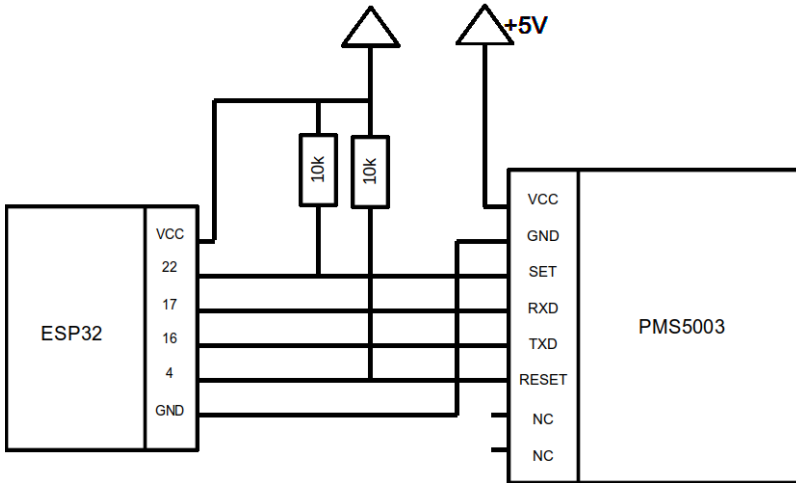 +5V
10k
10k
ESP32
VCC
22
17
16
4
GND
VCC
GND
SET
RXD
TXD
RESET
NC
NC
PMS5003